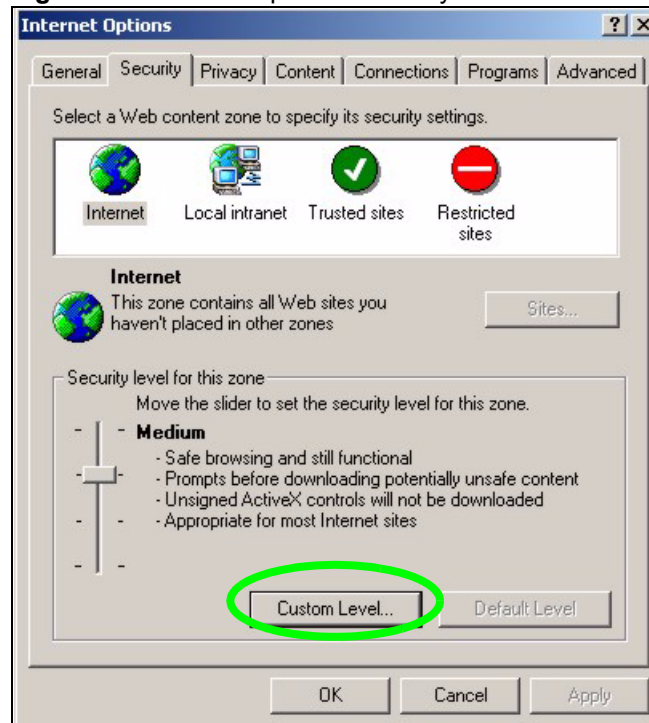 Internet Options
General Security Privacy Content Connections Programs Advanced
Select a Web content zone to specify its security settings.
Internet Local intranet Trusted sites Restricted sites
Internet
This zone contains all Web sites you
haven't placed in other zones
Sites...
Security level for this zone
Move the slider to set the security level for this zone.
Medium
- Safe browsing and still functional
- Prompts before downloading potentially unsafe content
- Unsigned ActiveX controls will not be downloaded
- Appropriate for most Internet sites
Custom Level... Default Level
OK Cancel Apply